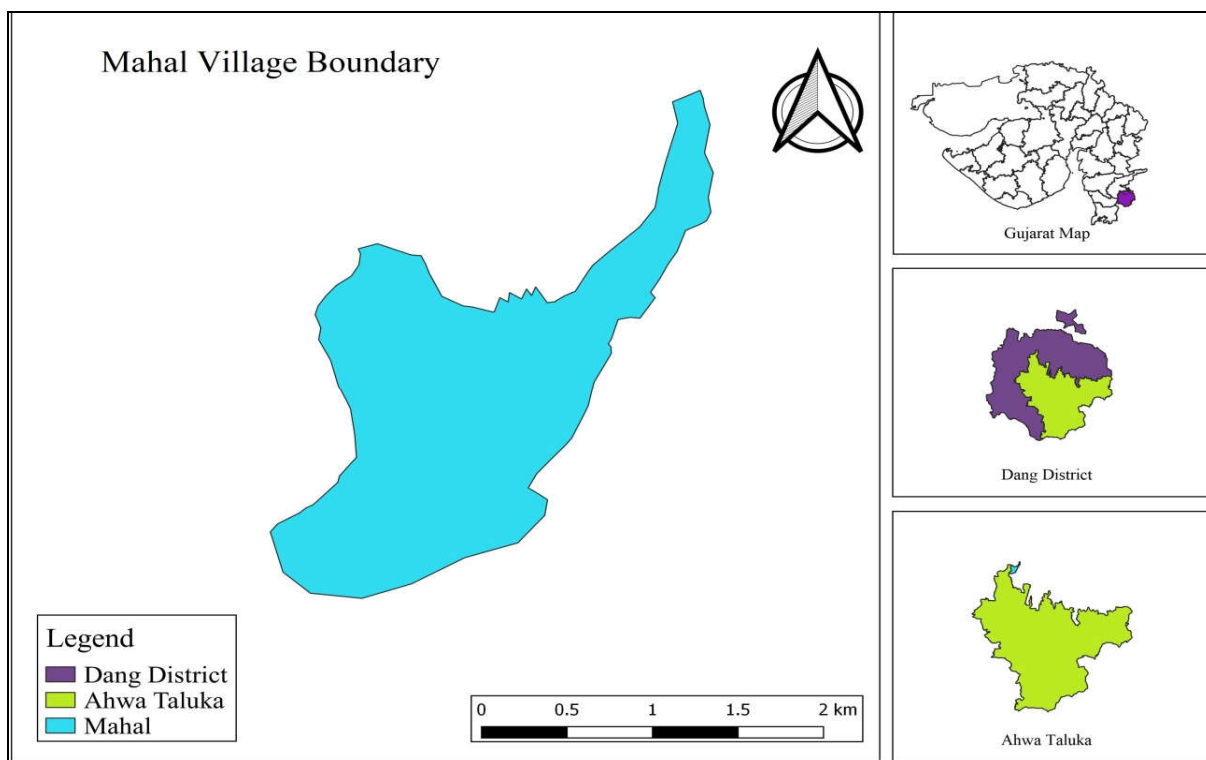 Mahal Village Boundary
Gujarat Map
Dang District
Ahwa Taluka
Legend
Dang District
Ahwa Taluka
Mahal
0 0.5 1 1.5 2 km